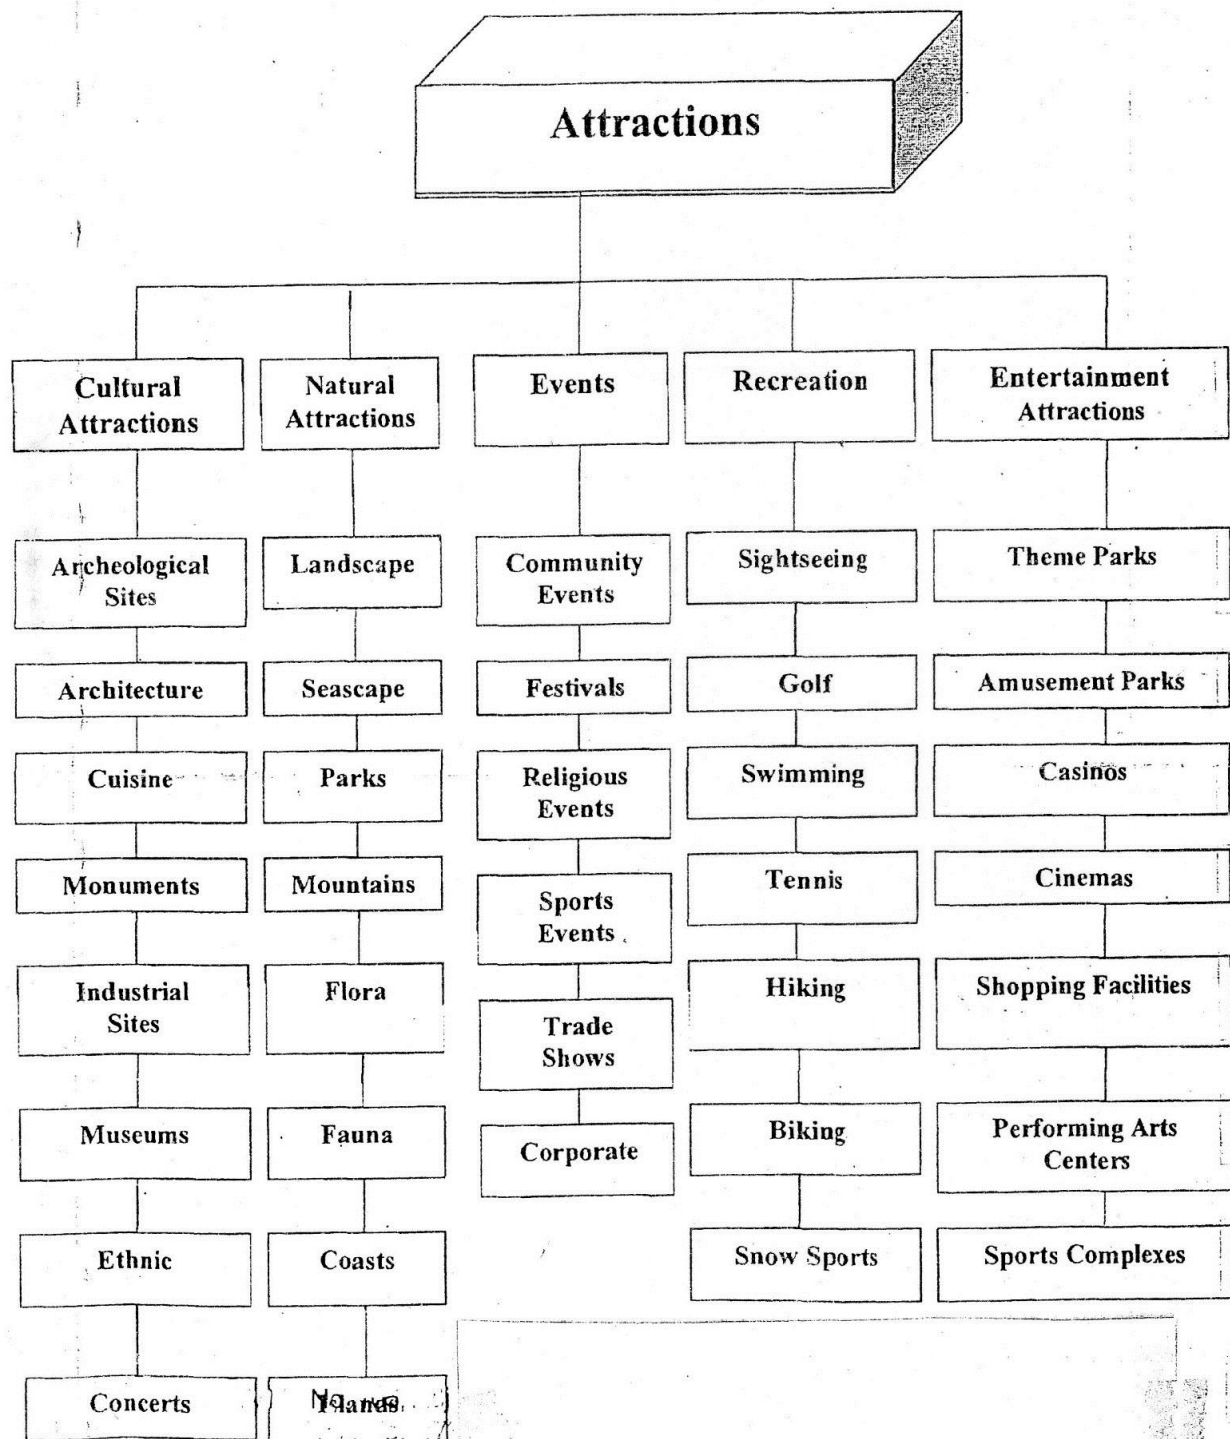 Attractions
Cultural
Attractions
Archeological
Sites
Architecture
Cuisine
Monuments
Industrial
Sites
Museums
Ethnic
Concerts
Natural
Attractions
Landscape
Seascape
Parks
Mountains
Flora
Fauna
Coasts
Events
Community
Events
Festivals
Religious
Events
Sports
Events
Trade
Shows
Corporate
Recreation
Sightseeing
Golf
Swimming
Tennis
Hiking
Biking
Snow Sports
Entertainment
Attractions
Theme Parks
Amusement Parks
Casinos
Cinemas
Shopping Facilities
Performing Arts
Centers
Sports Complexes